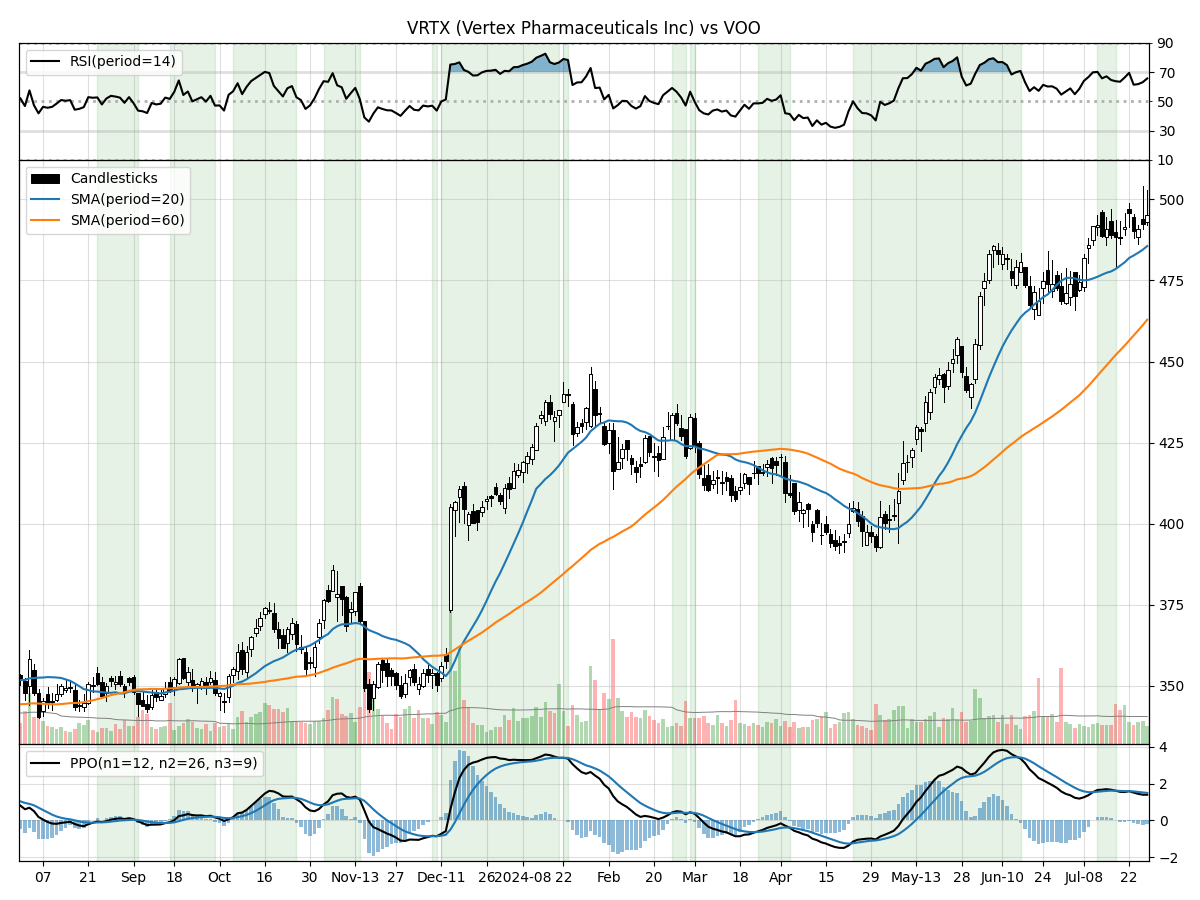 VRTX (Vertex Pharmaceuticals Inc) vs VOO
RSI(period=14)
90
70
50
30
10
Candlesticks
SMA(period=20)
SMA(period=60)
500
475
450
425
400
375
350
PPO(n1=12, n2=26, n3=9)
4
2
0
−2
07 21 Sep 18 Oct 16 30 Nov-13 27 Dec-11 26 2024-08 22 Feb 20 Mar 18 Apr 15 29 May-13 28 Jun-10 24 Jul-08 22